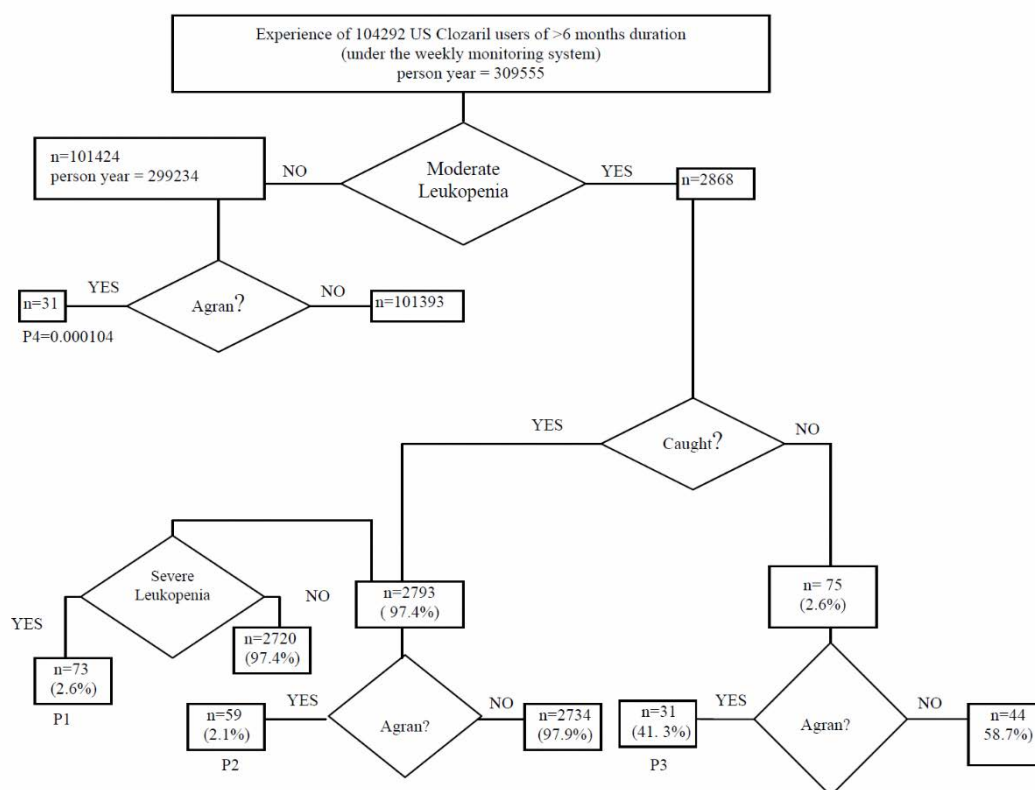 Experience of 104292 US Clozaril users of >6 months duration
(under the weekly monitoring system)
person year = 309555
n=101424
person year = 299234
NO
Moderate
Leukopenia
YES
n=2868
n=31
YES
Agran?
NO
n=101393
P4=0.000104
YES
Caught?
NO
Severe
Leukopenia
YES
NO
n=2793
( 97.4%)
n= 75
(2.6%)
n=73
(2.6%)
P1
n=2720
(97.4%)
n=59
(2.1%)
P2
YES
Agran?
NO
n=2734
(97.9%)
n=31
(41. 3%)
P3
YES
Agran?
NO
n=44
58.7%)